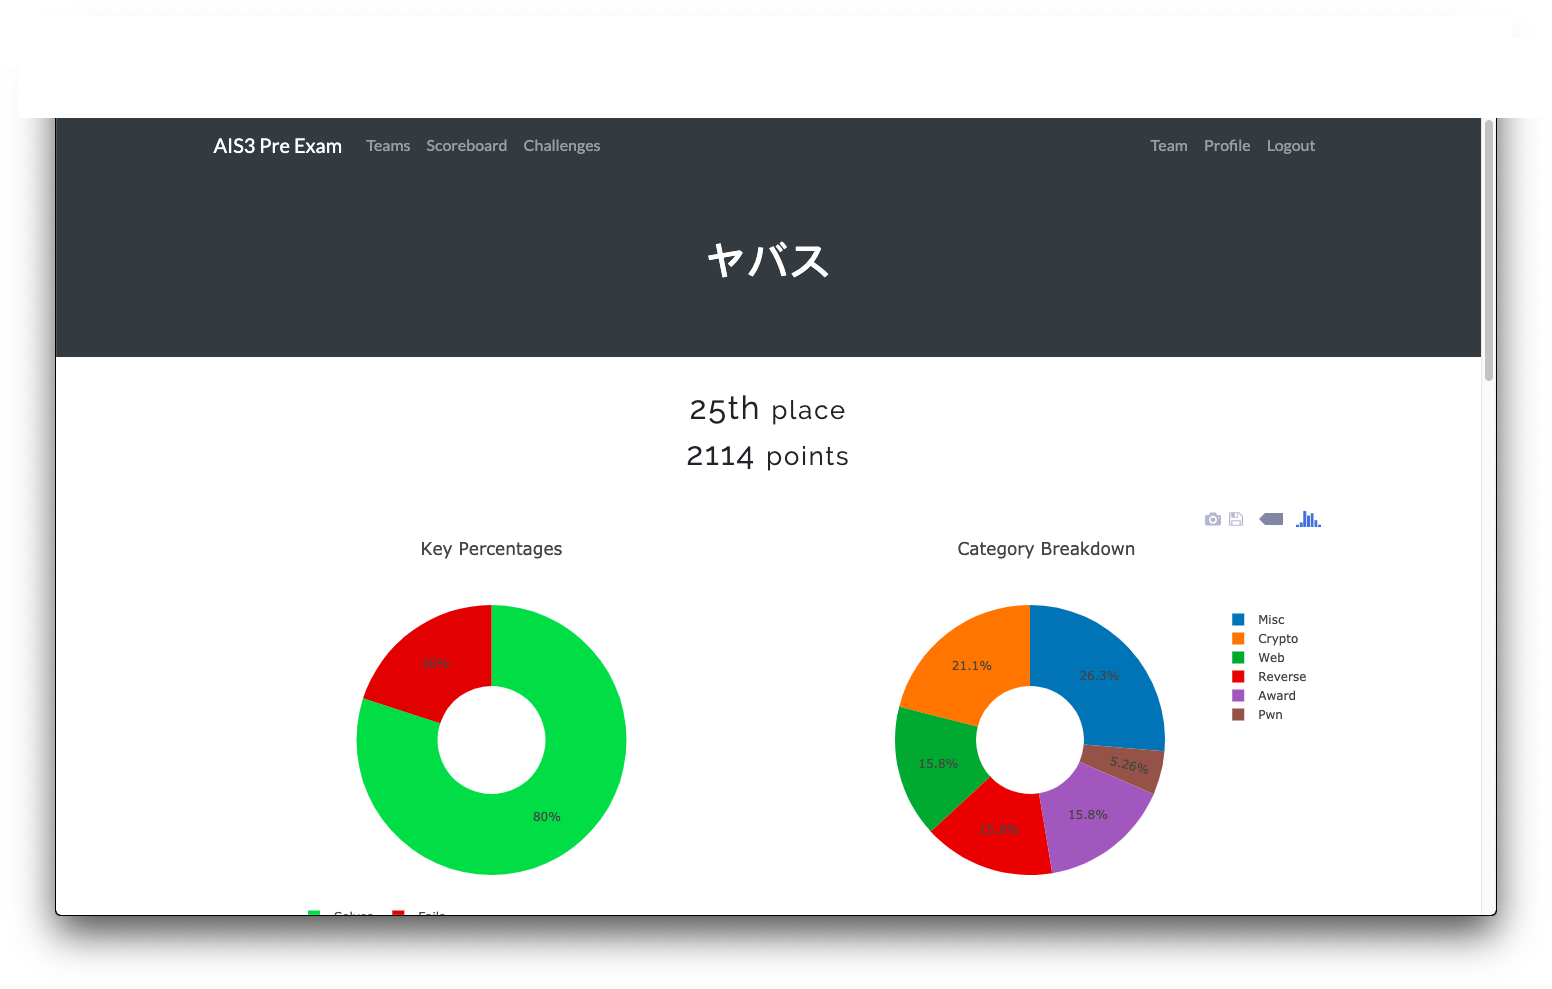 AIS3 Pre Exam Teams Scoreboard Challenges Team Profile Logout
ヤバス
25th place
2114 points
Key Percentages
Category Breakdown
20%
80%
26.3%
21.1%
15.8%
15.8%
15.8%
5.26%
Misc
Crypto
Web
Reverse
Award
Pwn
Solves Fails